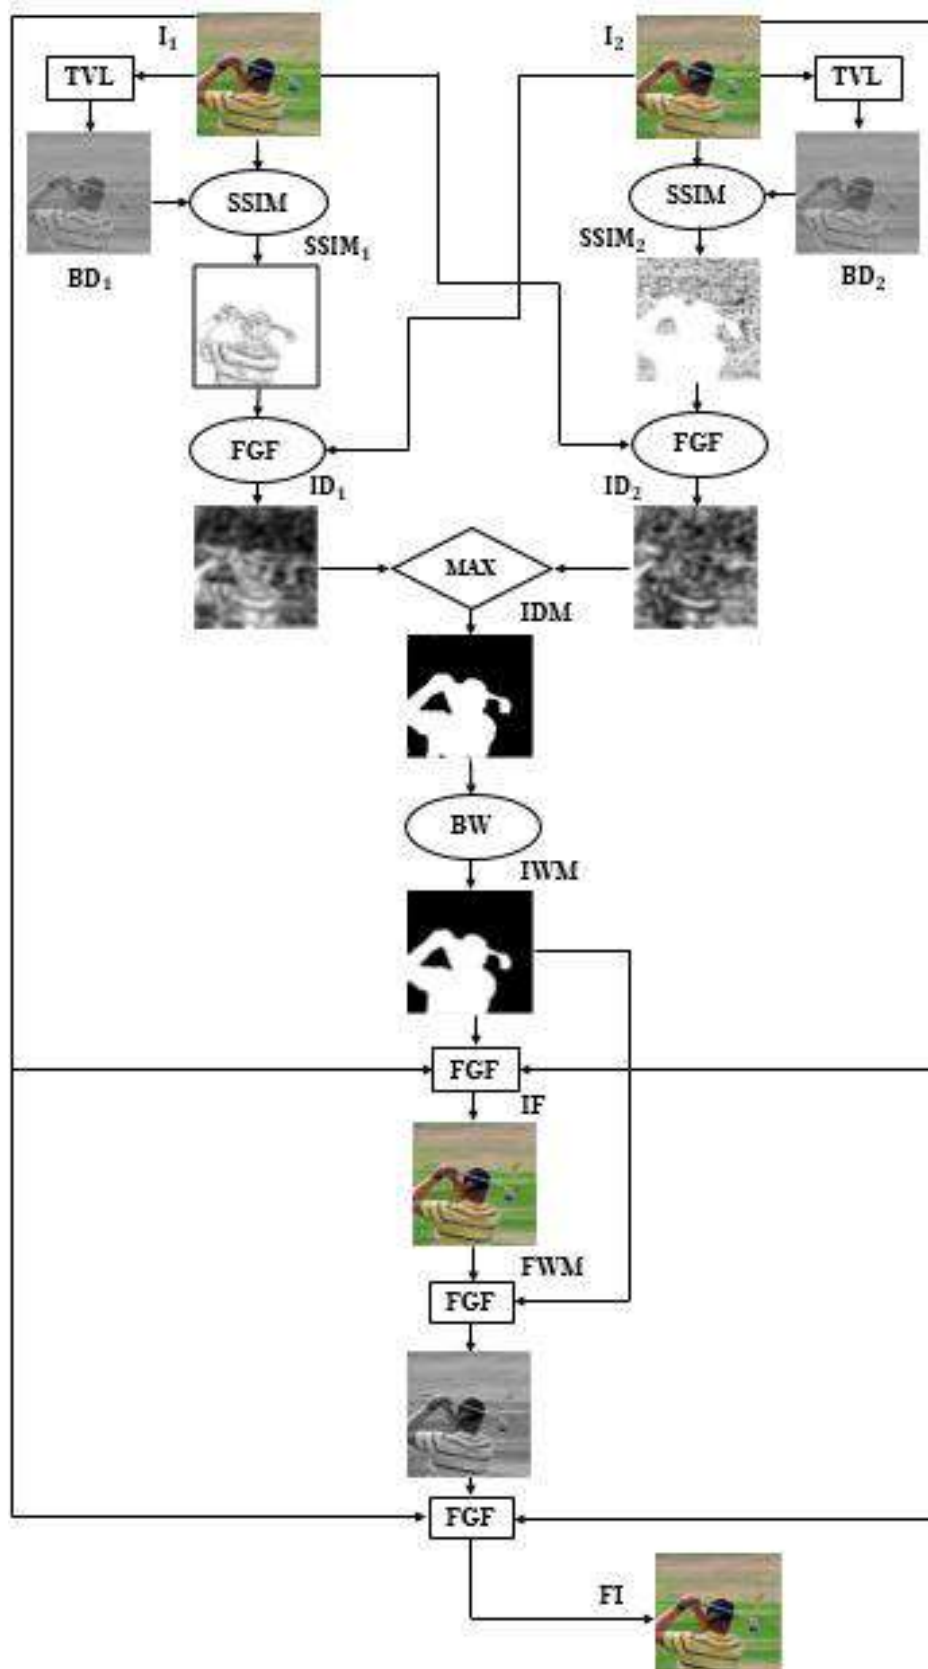 I1
I2
TVL
TVL
SSIM
SSIM
SSIM1
SSIM2
BD1
BD2
FGF
FGF
ID1
ID2
MAX
IDM
BW
IWM
FGF
IF
FWM
FGF
FGF
FI